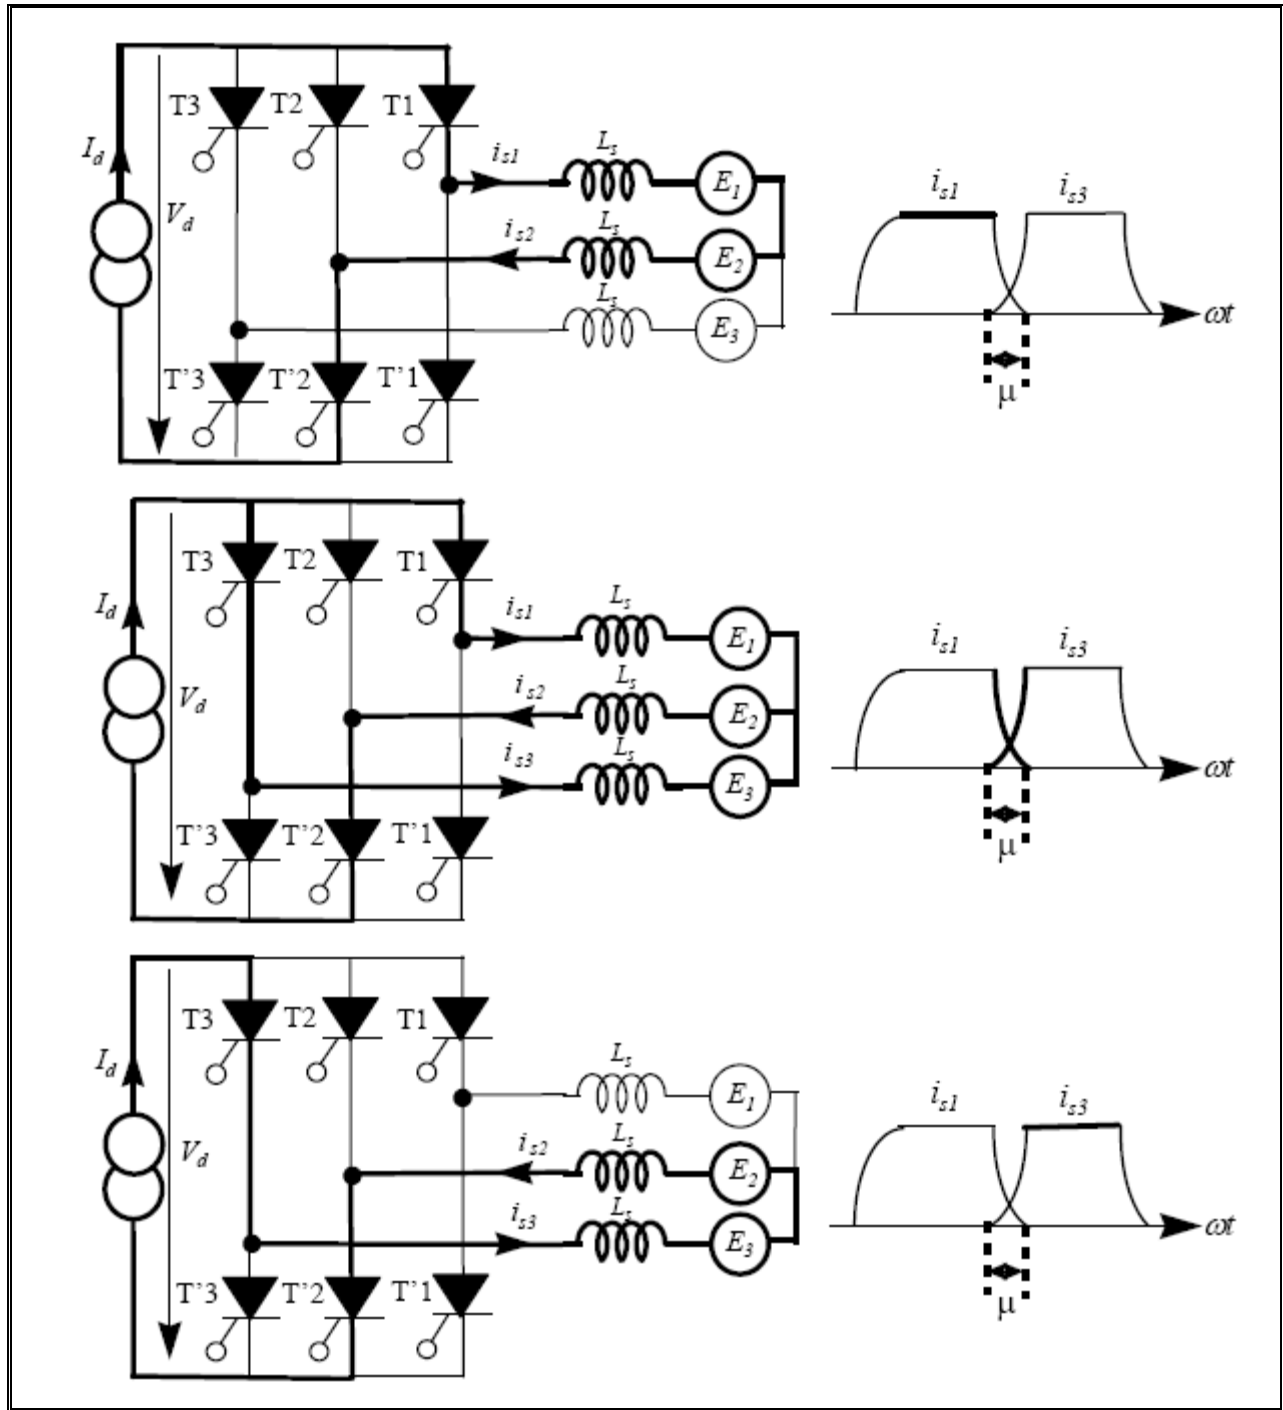 T3 T2 T1
I_d
V_d
i_s1 L_s E_1
i_s2 L_s E_2
L_s E_3
T'3 T'2 T'1
i_s1 i_s3
ωt
μ
T3 T2 T1
I_d
V_d
i_s1 L_s E_1
i_s2 L_s E_2
i_s3 L_s E_3
T'3 T'2 T'1
i_s1 i_s3
ωt
μ
T3 T2 T1
I_d
V_d
L_s E_1
i_s2 L_s E_2
i_s3 L_s E_3
T'3 T'2 T'1
i_s1 i_s3
ωt
μ